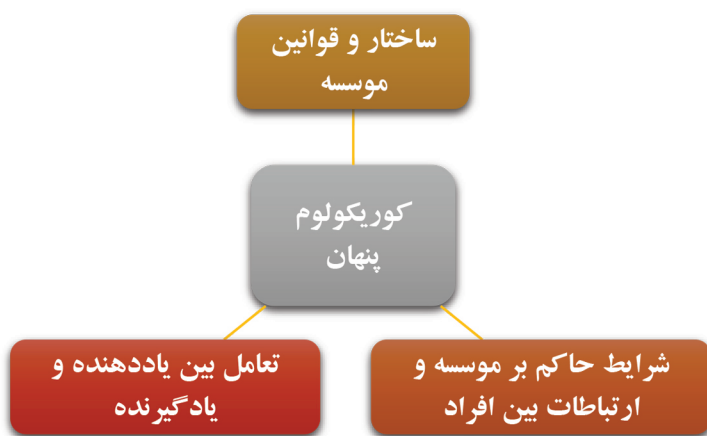 ساختار و قوانین
موسسه
کوریکولوم
پنهان
شرایط حاکم بر موسسه و
ارتباطات بین افراد
تعامل بین یاددهنده و
یادگیرنده